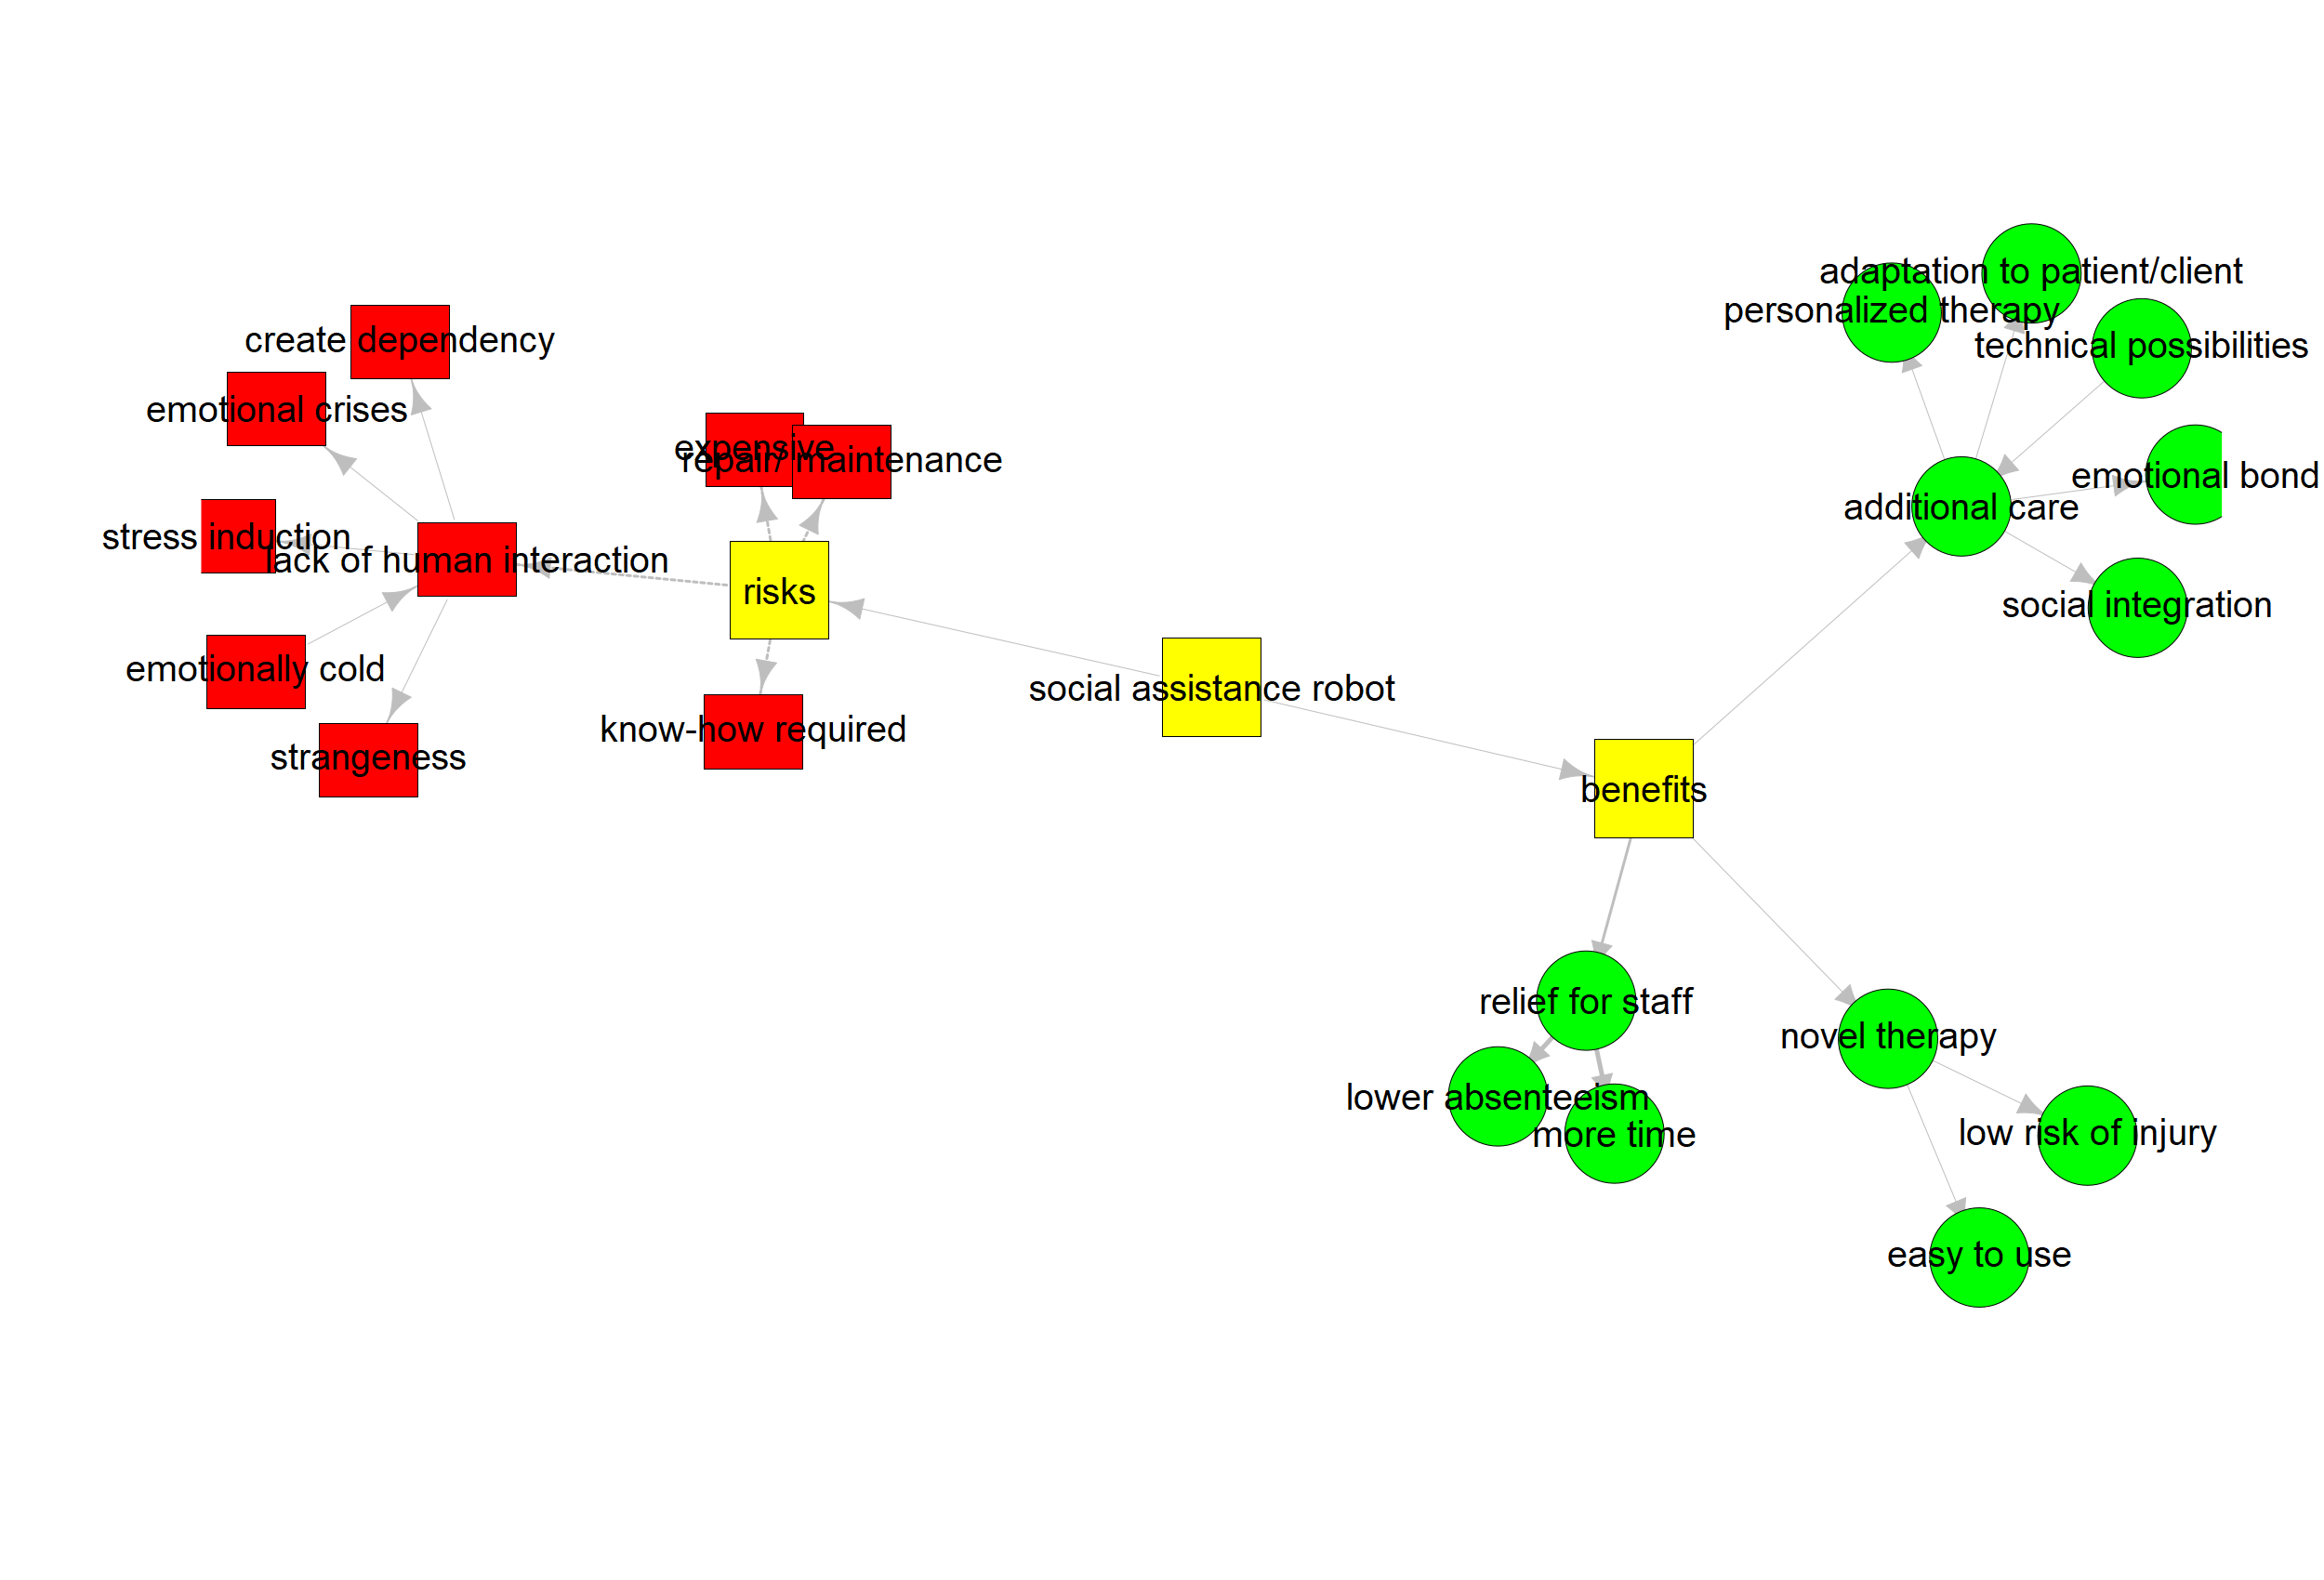 adaptation to patient/client
personalized therapy
create dependency
technical possibilities
emotional crises
expensive
repair/ maintenance
emotional bond
additional care
stress induction
lack of human interaction
risks
social integration
emotionally cold
social assistance robot
know-how required
strangeness
benefits
relief for staff
novel therapy
lower absenteeism
more time
low risk of injury
easy to use